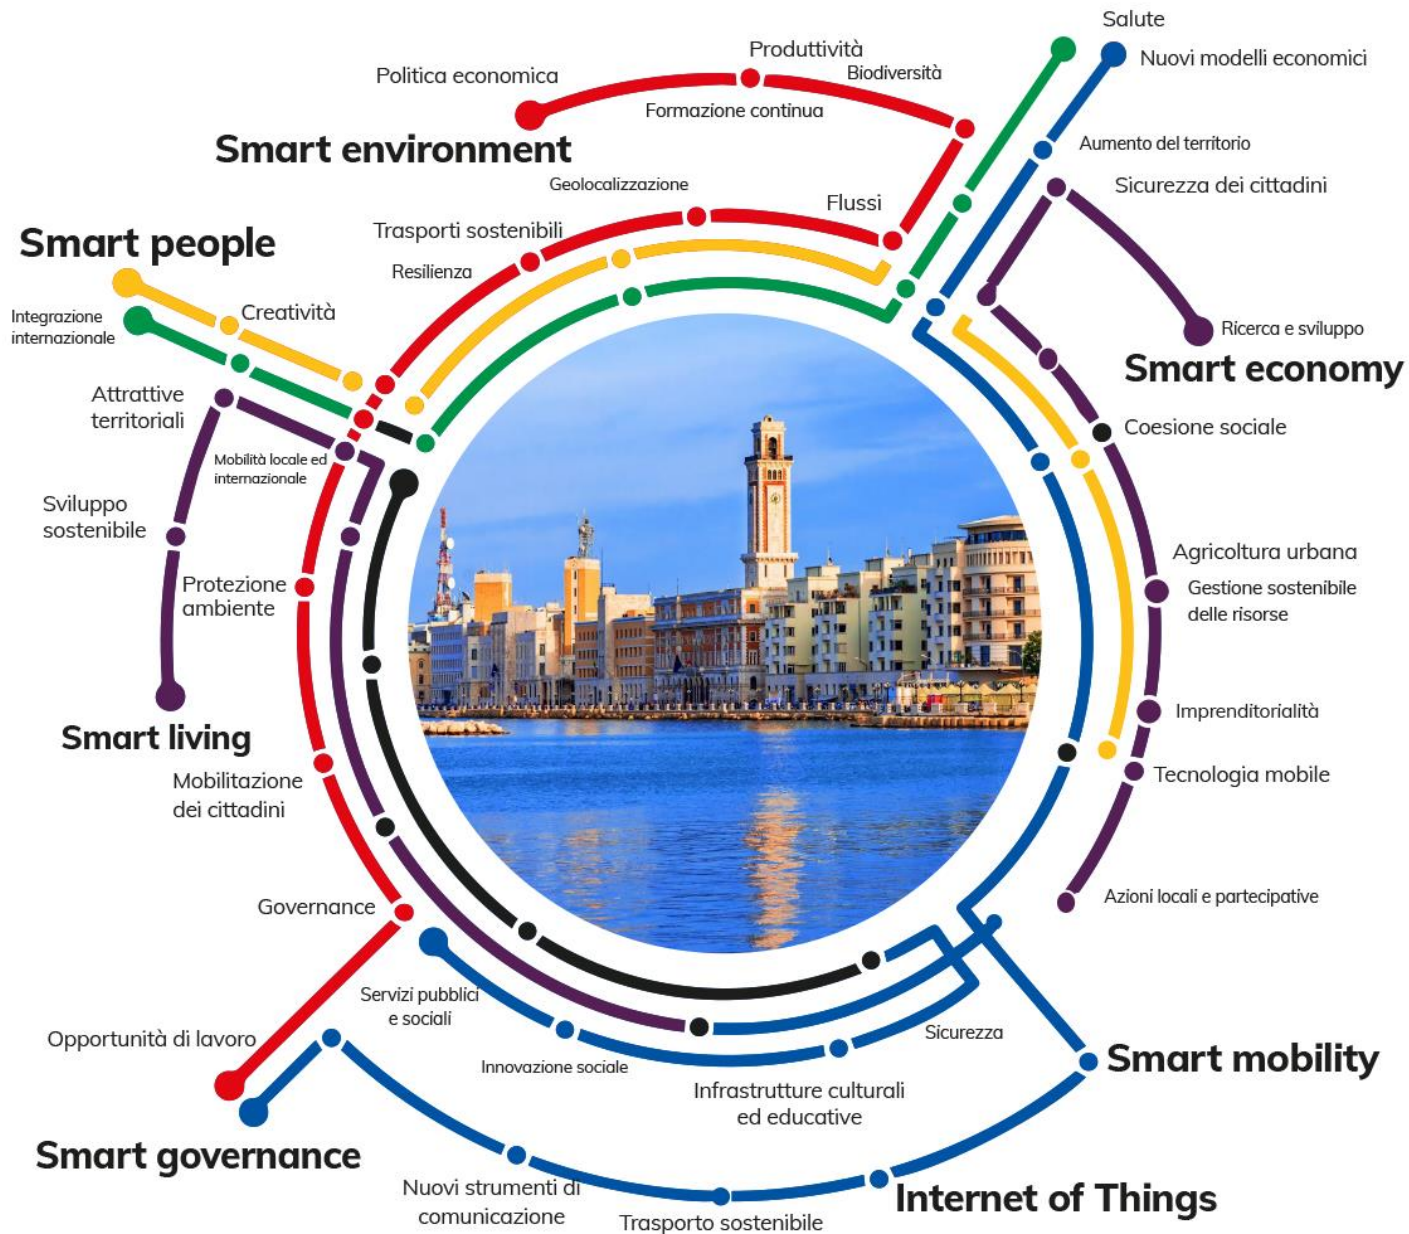 Salute
Nuovi modelli economici
Produttività
Biodiversità
Politica economica
Formazione continua
Smart environment
Aumento del territorio
Sicurezza dei cittadini
Geolocalizzazione
Flussi
Trasporti sostenibili
Resilienza
Smart people
Creatività
Integrazione
internazionale
Ricerca e sviluppo
Smart economy
Attrattive
territoriali
Coesione sociale
Mobilità locale ed
internazionale
Sviluppo
sostenibile
Agricoltura urbana
Gestione sostenibile
delle risorse
Protezione
ambiente
Imprenditorialità
Smart living
Tecnologia mobile
Mobilitazione
dei cittadini
Azioni locali e partecipative
Governance
Servizi pubblici
e sociali
Sicurezza
Opportunità di lavoro
Innovazione sociale
Smart mobility
Infrastrutture culturali
ed educative
Smart governance
Nuovi strumenti di
comunicazione
Internet of Things
Trasporto sostenibile